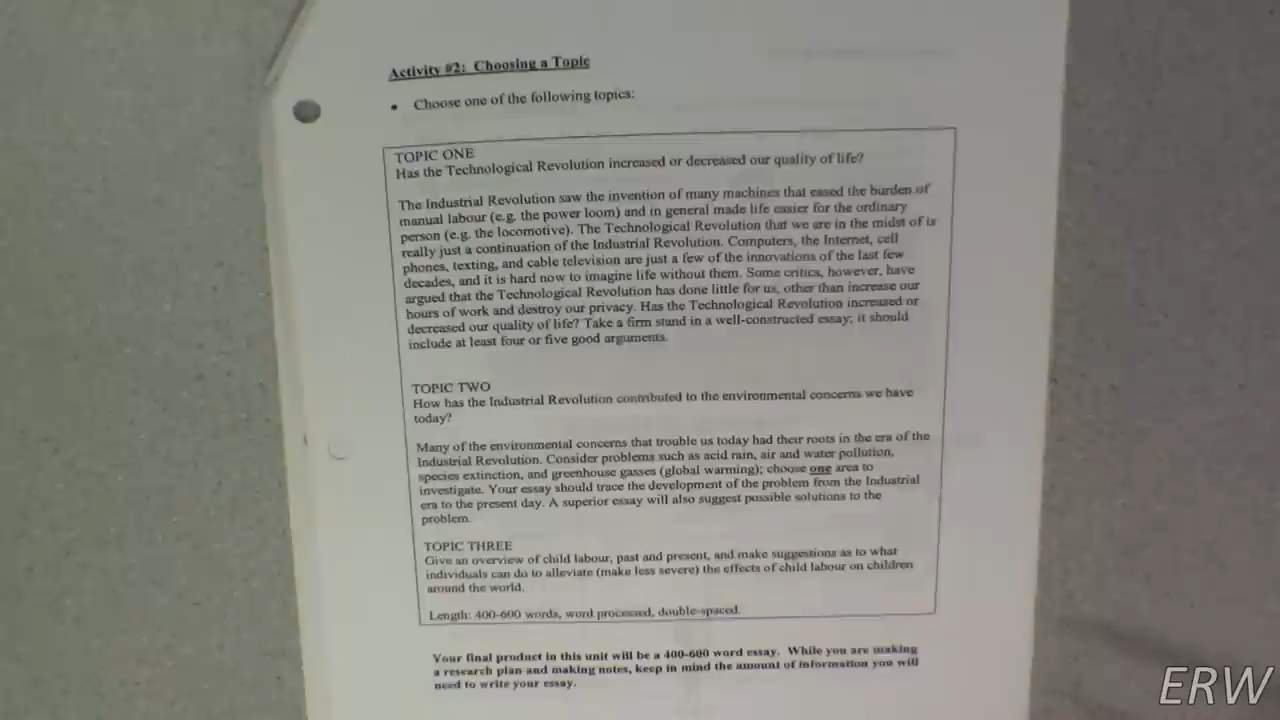 Activity #2: Choosing a Topic
• Choose one of the following topics:
TOPIC ONE
Has the Technological Revolution increased or decreased our quality of life?
The Industrial Revolution saw the invention of many machines that eased the burden of
manual labour (e.g. the power loom) and in general made life easier for the ordinary
person (e.g. the locomotive). The Technological Revolution that we are in the midst of is
really just a continuation of the Industrial Revolution. Computers, the Internet, cell
phones, texting, and cable television are just a few of the innovations of the last few
decades, and it is hard now to imagine life without them. Some critics, however, have
argued that the Technological Revolution has done little for us, other than increase our
hours of work and destroy our privacy. Has the Technological Revolution increased or
decreased our quality of life? Take a firm stand in a well-constructed essay; it should
include at least four or five good arguments.
TOPIC TWO
How has the Industrial Revolution contributed to the environmental concerns we have
today?
Many of the environmental concerns that trouble us today had their roots in the era of the
Industrial Revolution. Consider problems such as acid rain, air and water pollution,
species extinction, and greenhouse gasses (global warming); choose one area to
investigate. Your essay should trace the development of the problem from the Industrial
era to the present day. A superior essay will also suggest possible solutions to the
problem.
TOPIC THREE
Give an overview of child labour, past and present, and make suggestions as to what
individuals can do to alleviate (make less severe) the effects of child labour on children
around the world.
Length: 400-600 words, word processed, double-spaced.
Your final product in this unit will be a 400-600 word essay. While you are making
a research plan and making notes, keep in mind the amount of information you will
need to write your essay.
ERW